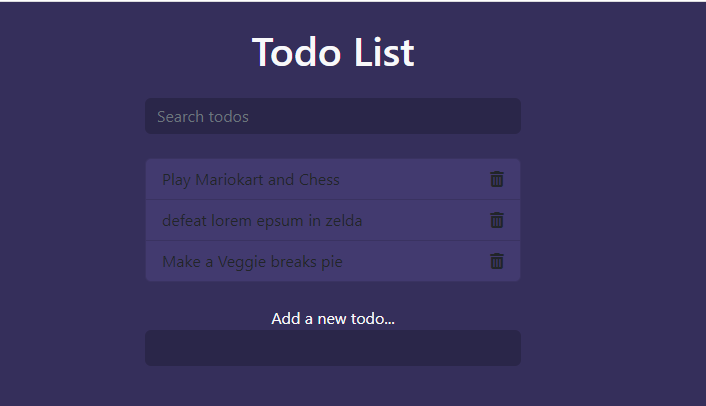 Todo List
Search todos
Play Mariokart and Chess
defeat lorem epsum in zelda
Make a Veggie breaks pie
Add a new todo...